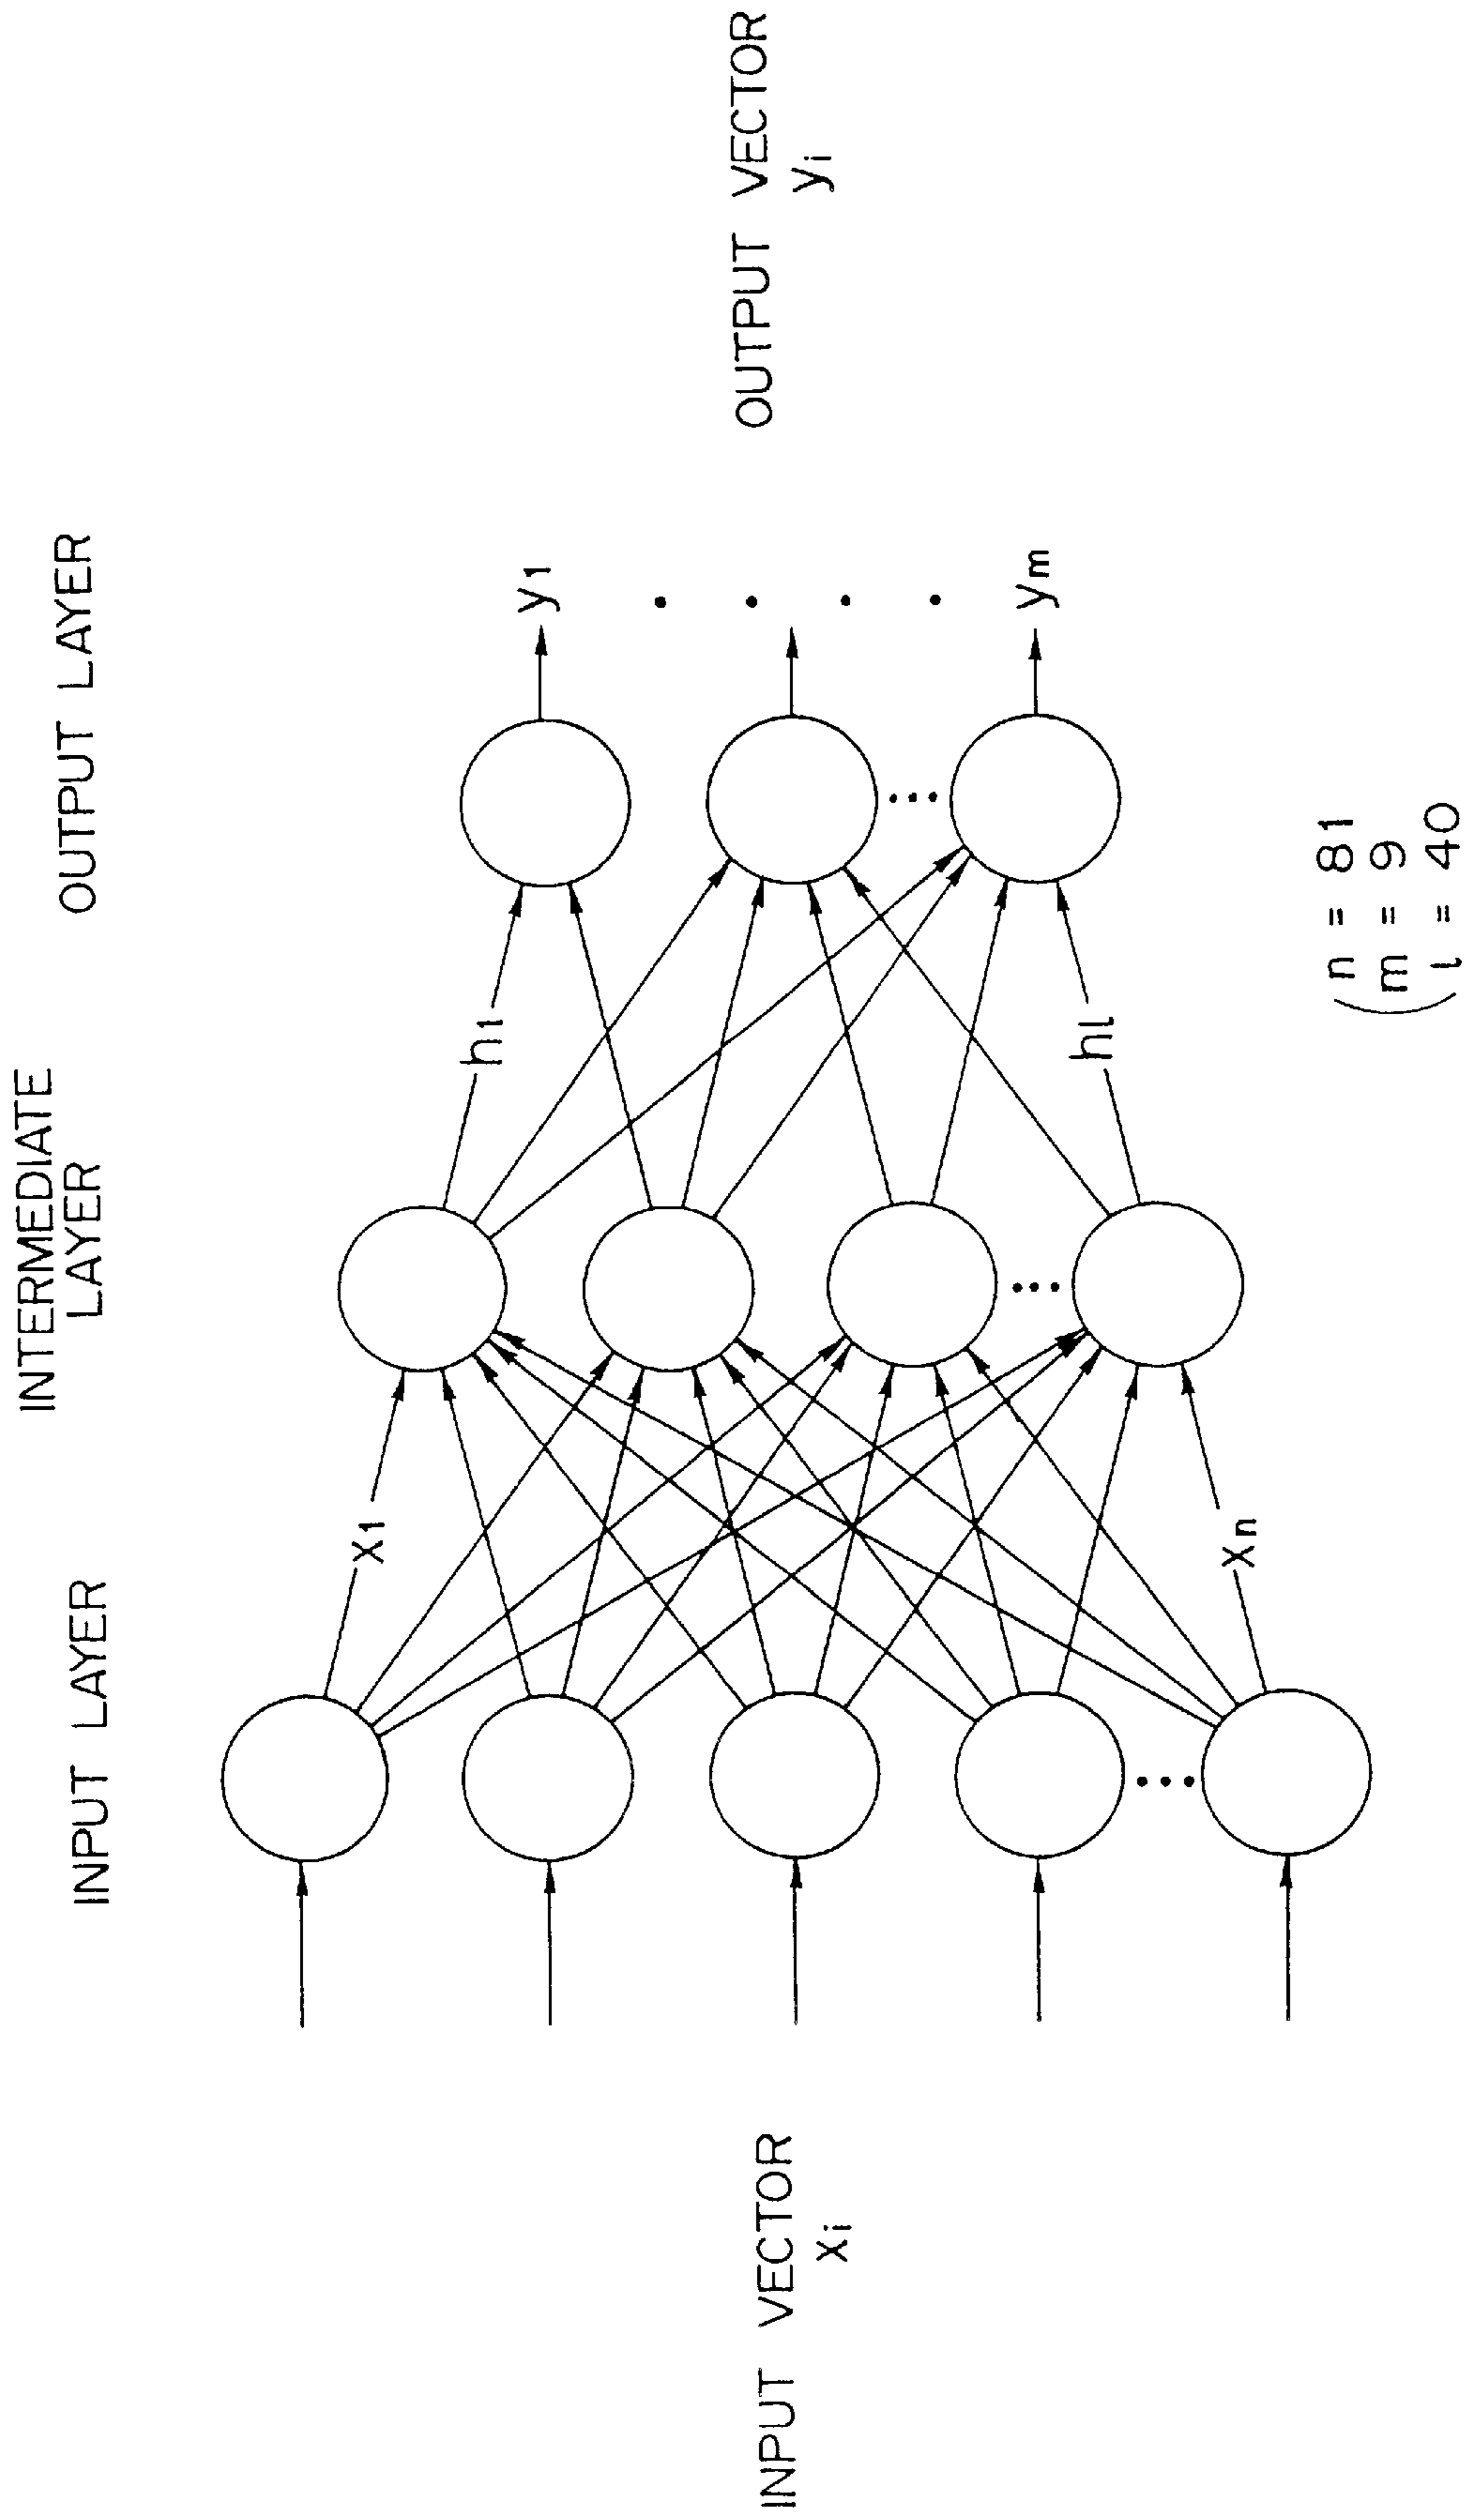 INPUT LAYER
INTERMEDIATE
LAYER
OUTPUT LAYER
x1
h1
y1
INPUT VECTOR
xi
OUTPUT VECTOR
yi
xn
hl
ym
n = 81
m = 9
l = 40